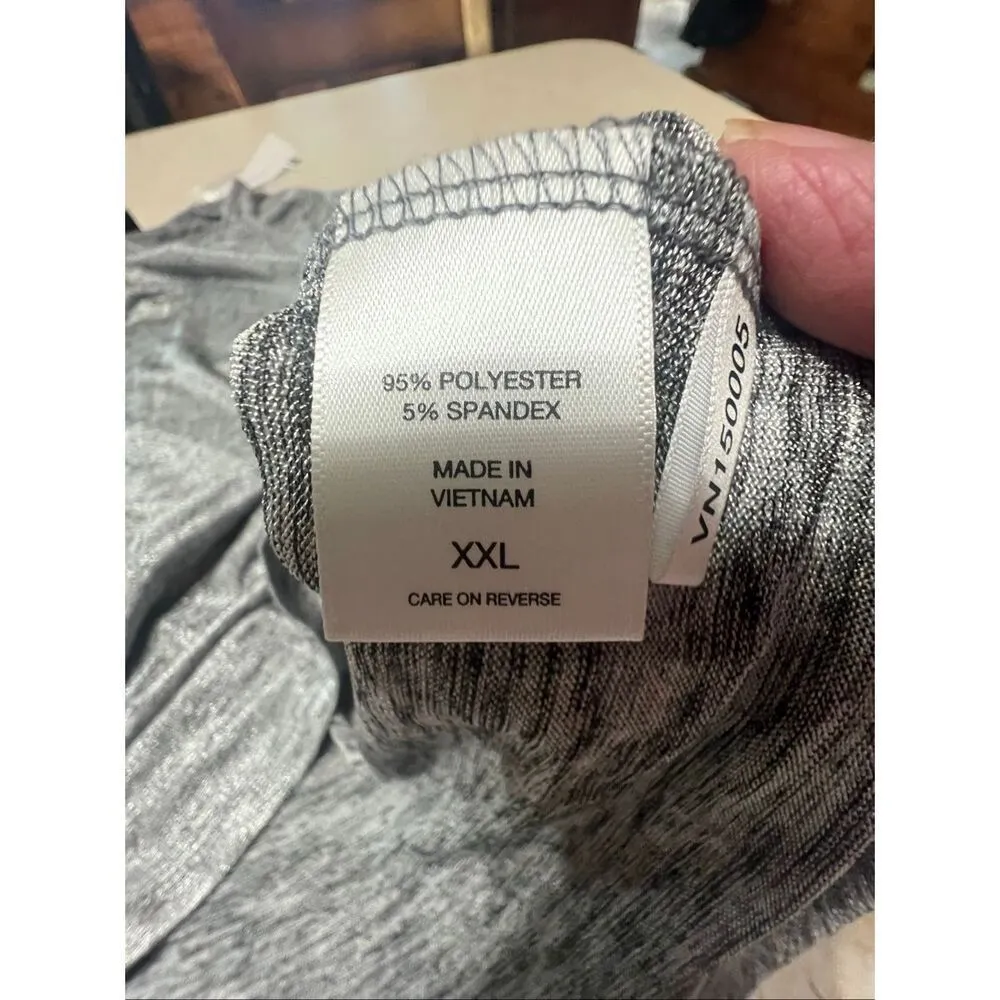 95% POLYESTER
5% SPANDEX
MADE IN
VIETNAM
XXL
CARE ON REVERSE
VN150005